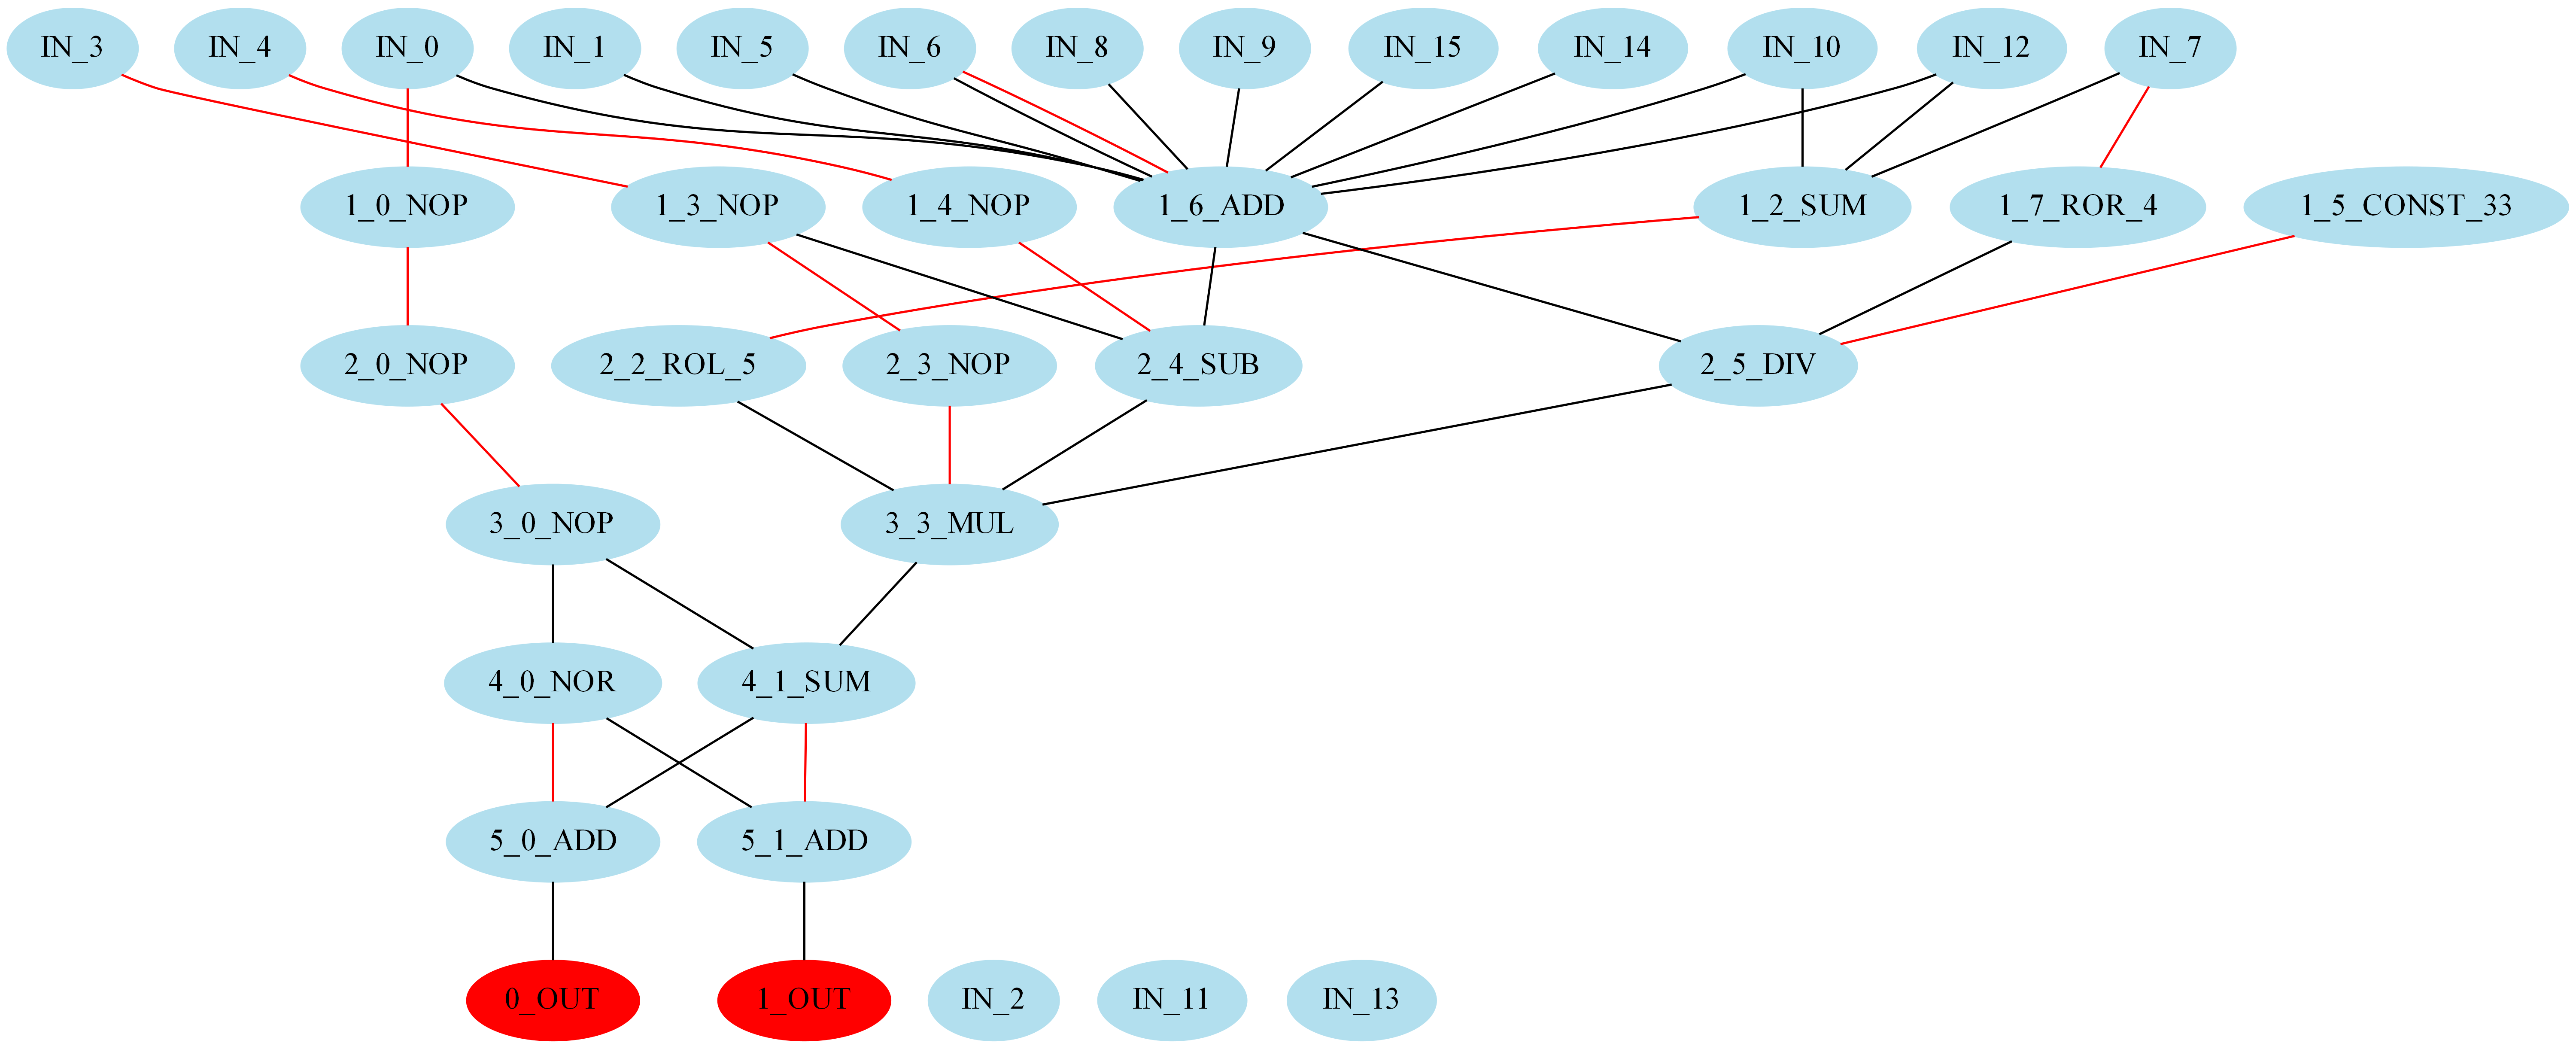 IN_3 IN_4 IN_0 IN_1 IN_5 IN_6 IN_8 IN_9 IN_15 IN_14 IN_10 IN_12 IN_7
1_0_NOP 1_3_NOP 1_4_NOP 1_6_ADD 1_2_SUM 1_7_ROR_4 1_5_CONST_33
2_0_NOP 2_2_ROL_5 2_3_NOP 2_4_SUB 2_5_DIV
3_0_NOP 3_3_MUL
4_0_NOR 4_1_SUM
5_0_ADD 5_1_ADD
0_OUT 1_OUT IN_2 IN_11 IN_13